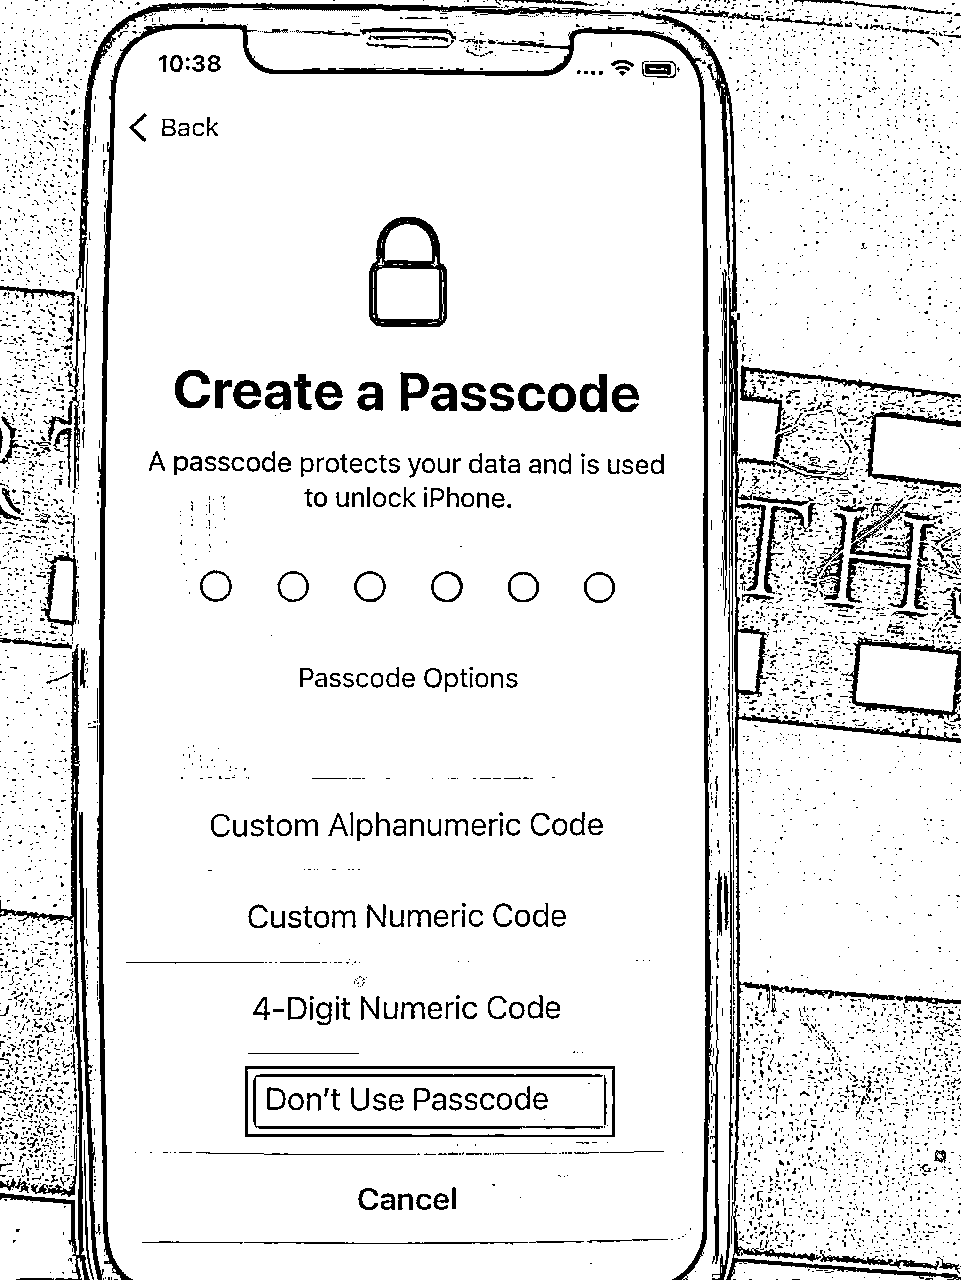 10:38
Back
Create a Passcode
A passcode protects your data and is used
to unlock iPhone.
Passcode Options
Custom Alphanumeric Code
Custom Numeric Code
4-Digit Numeric Code
Don't Use Passcode
Cancel
TH